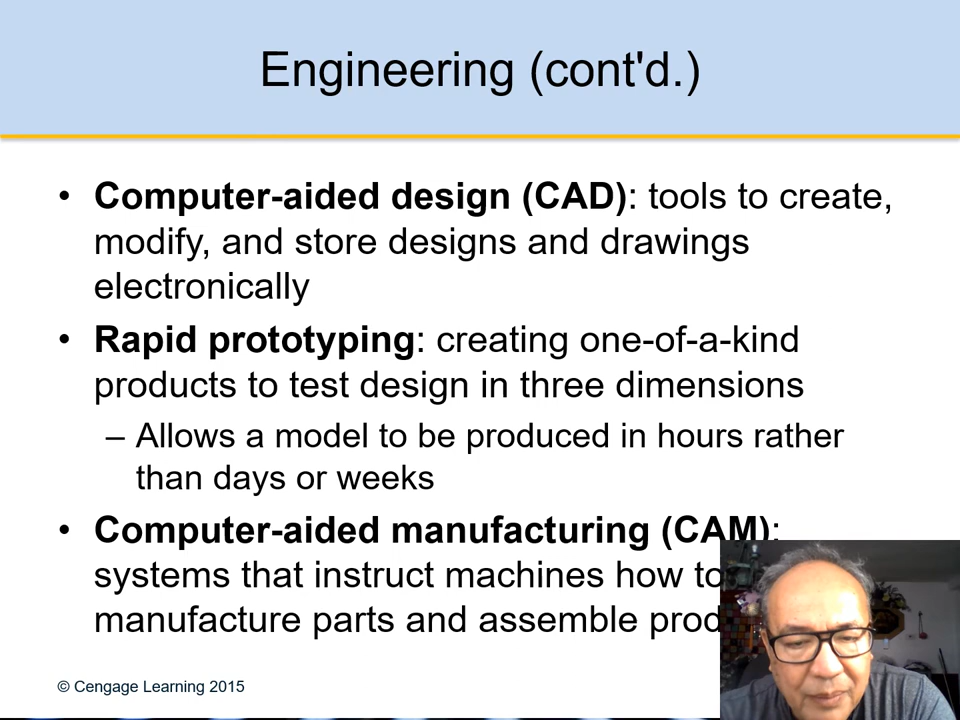 Engineering (cont'd.)
• Computer-aided design (CAD): tools to create,
modify, and store designs and drawings
electronically
• Rapid prototyping: creating one-of-a-kind
products to test design in three dimensions
– Allows a model to be produced in hours rather
than days or weeks
• Computer-aided manufacturing (CAM):
systems that instruct machines how to
manufacture parts and assemble
© Cengage Learning 2015